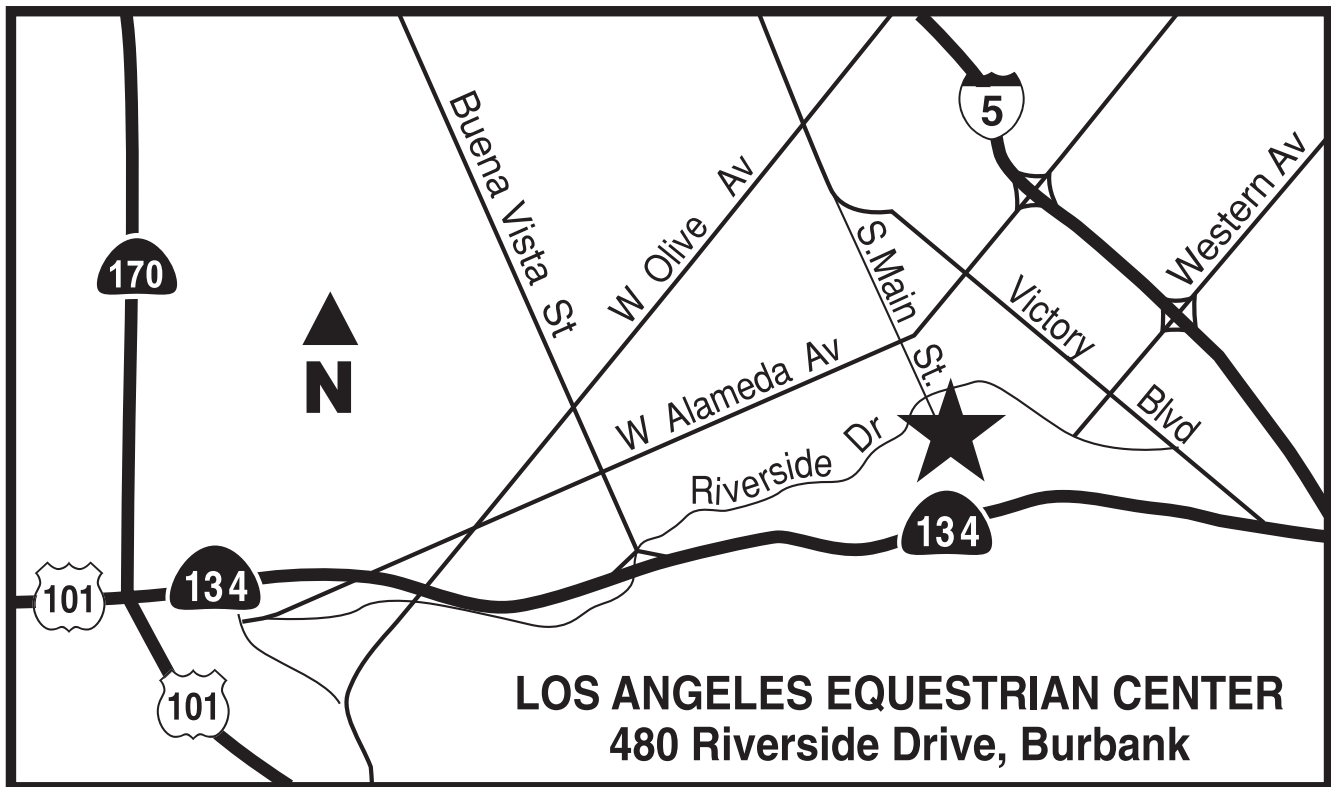 5
Buena Vista St
W Olive Av
Western Av
170
S.Main St.
Victory Blvd
N
W Alameda Av
Riverside Dr
134
134
101
101
LOS ANGELES EQUESTRIAN CENTER
480 Riverside Drive, Burbank